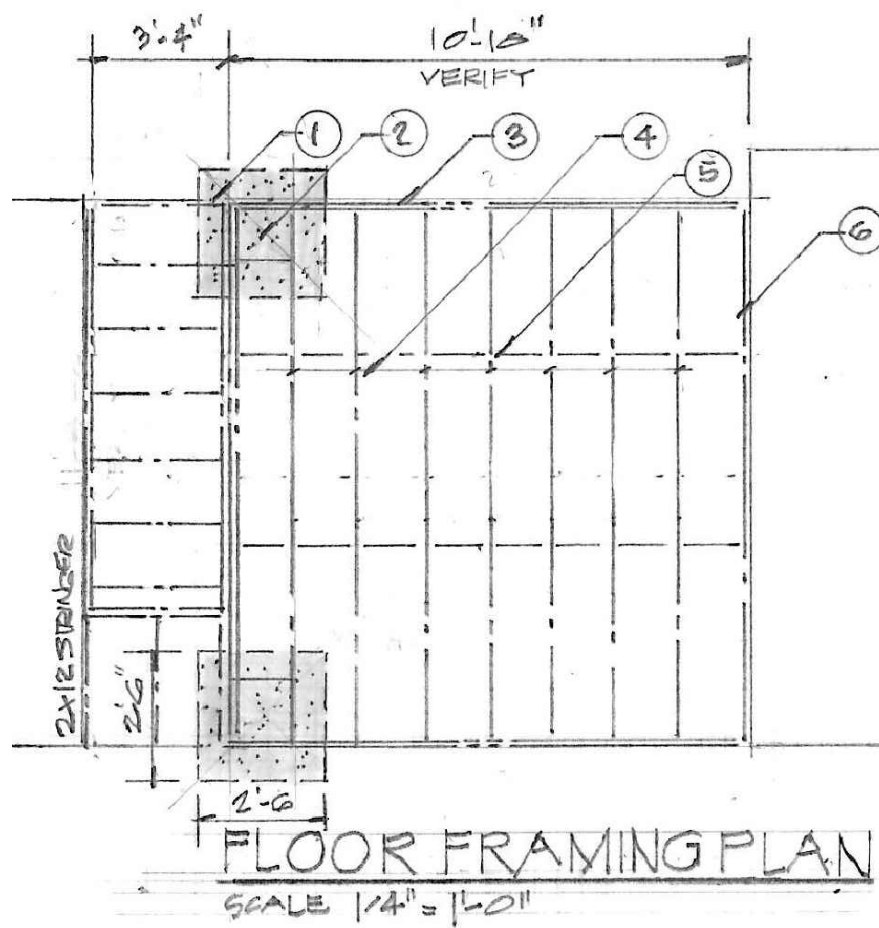 3'-4"
10'-10"
VERIFY
1
2
3
4
5
6
2x12 STRINGER
2'-6"
2'-6
FLOOR FRAMING PLAN
SCALE 1/4" = 1'-0"